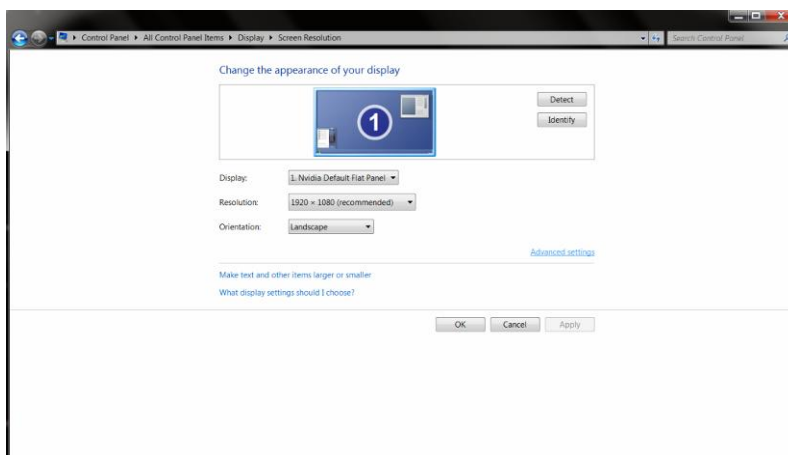 Control Panel All Control Panel Items Display Screen Resolution
Search Control Panel
Change the appearance of your display
1
Detect
Identify
Display: 1. Nvidia Default Flat Panel
Resolution: 1920 × 1080 (recommended)
Orientation: Landscape
Advanced settings
Make text and other items larger or smaller
What display settings should I choose?
OK Cancel Apply